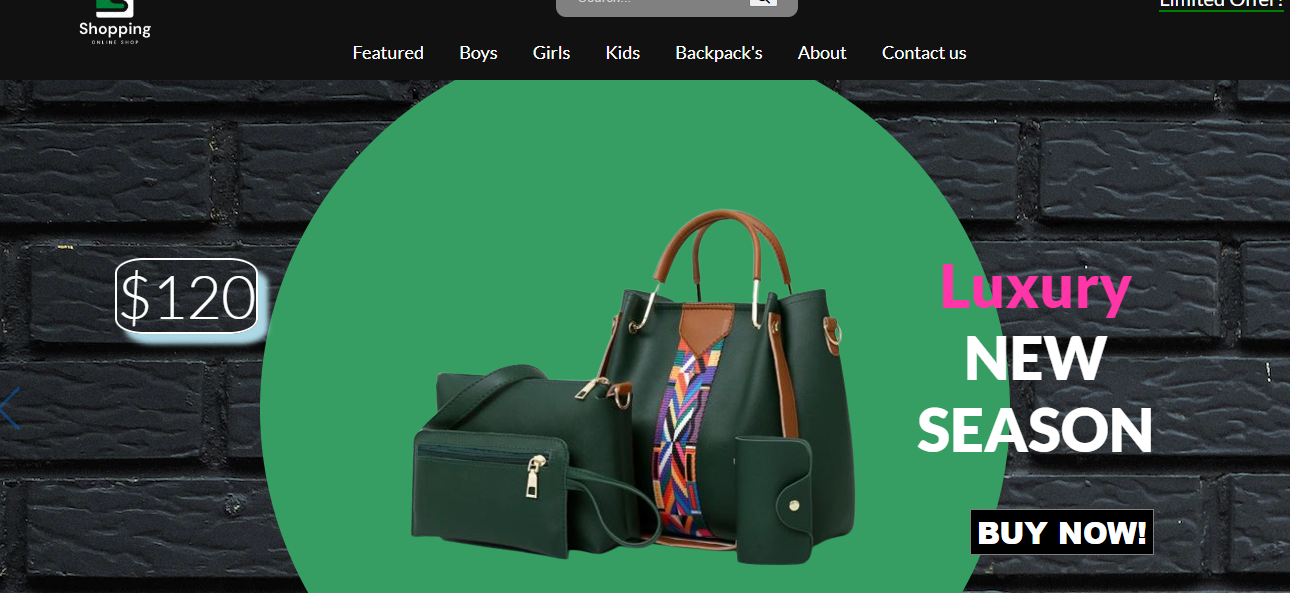 Search...
Limited Offer!
Shopping
ONLINE SHOP
Featured Boys Girls Kids Backpack's About Contact us
$120
Luxury
NEW
SEASON
BUY NOW!